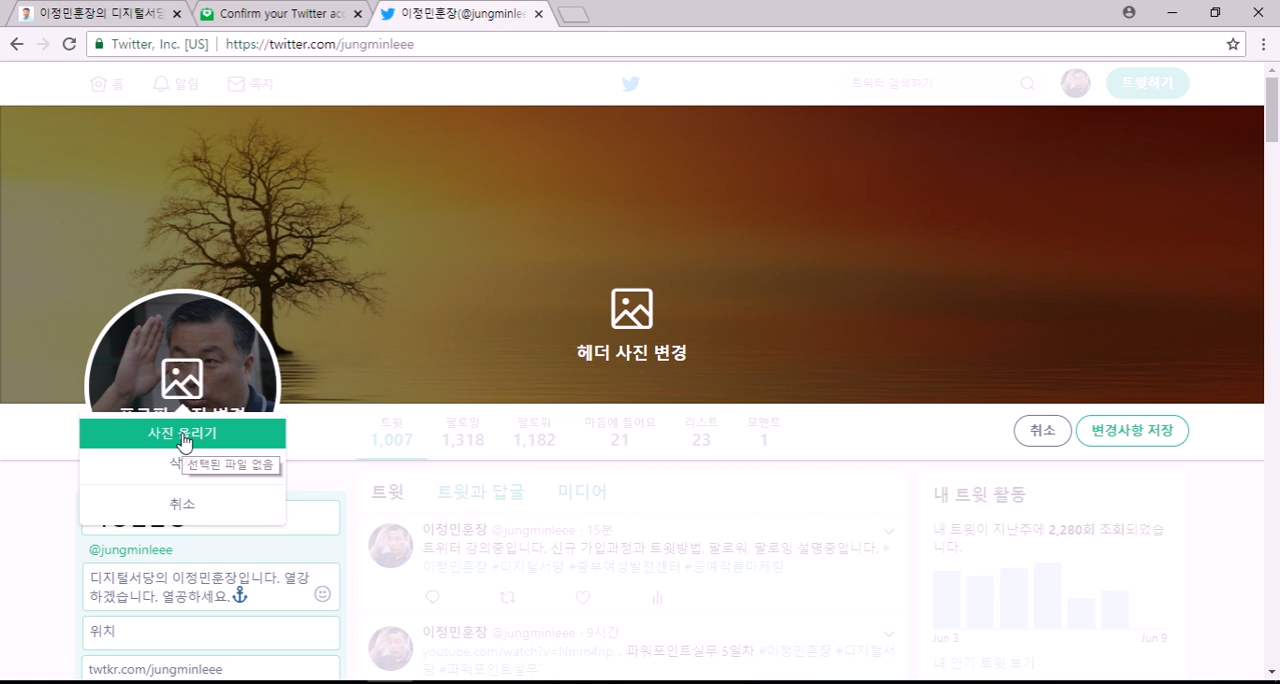 이정민훈장의 디지털서당
Confirm your Twitter acc
이정민훈장(@jungminlee
Twitter, Inc. [US] https://twitter.com/jungminleee
홈 알림 쪽지 트위터 검색하기 트윗하기
헤더 사진 변경
사진 올리기
선택된 파일 없음
취소
트윗 팔로잉 팔로워 마음에 들어요 리스트 모멘트
1,007 1,318 1,182 21 23 1
취소 변경사항 저장
@jungminleee
디지털서당의 이정민훈장입니다. 열강
하겠습니다. 열공하세요.⚓
위치
twtkr.com/jungminleee
트윗 트윗과 답글 미디어
이정민훈장 @jungminleee · 15분
트위터 강의중입니다. 신규 가입과정과 트윗방법, 팔로워, 팔로잉 설명중입니다. #
이정민훈장 #디지털서당 #중부여성발전센터 #공예작품마케팅
이정민훈장 @jungminleee · 9시간
youtube.com/watch?v=Nmm4np... 파워포인트실무 5일차 #이정민훈장 #디지털서
당 #파워포인트실무
내 트윗 활동
내 트윗이 지난주에 2,280회 조회되었습
니다.
Jun 3 Jun 9
내 인기 트윗 보기